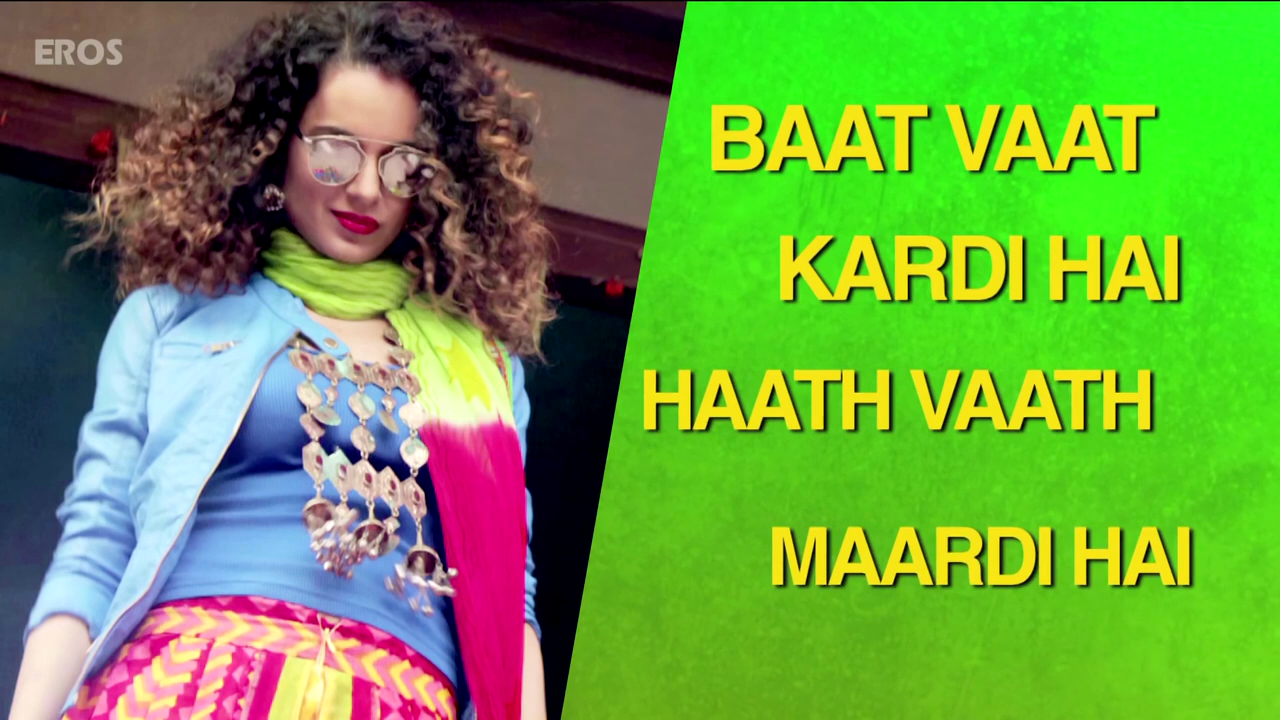 EROS
BAAT VAAT
KARDI HAI
HAATH VAATH
MAARDI HAI